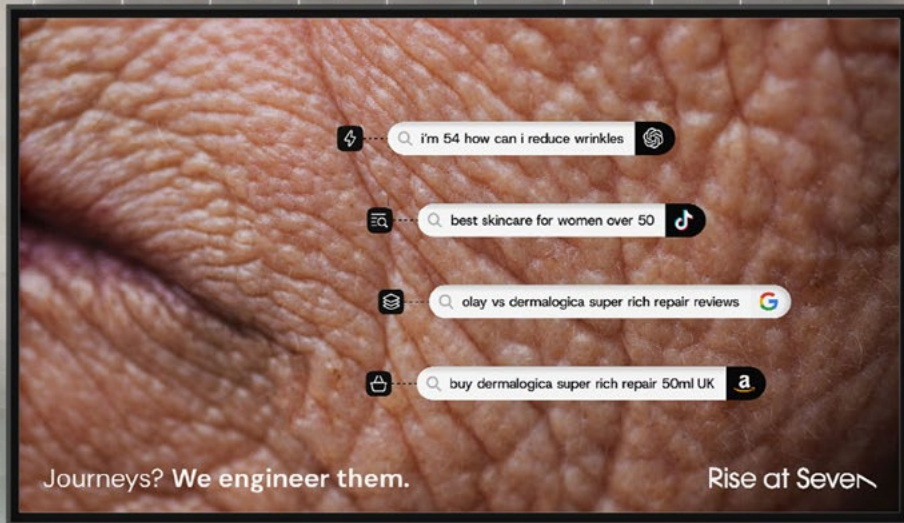 i'm 54 how can i reduce wrinkles
best skincare for women over 50
olay vs dermalogica super rich repair reviews
buy dermalogica super rich repair 50ml UK
Journeys? We engineer them.
Rise at Seven